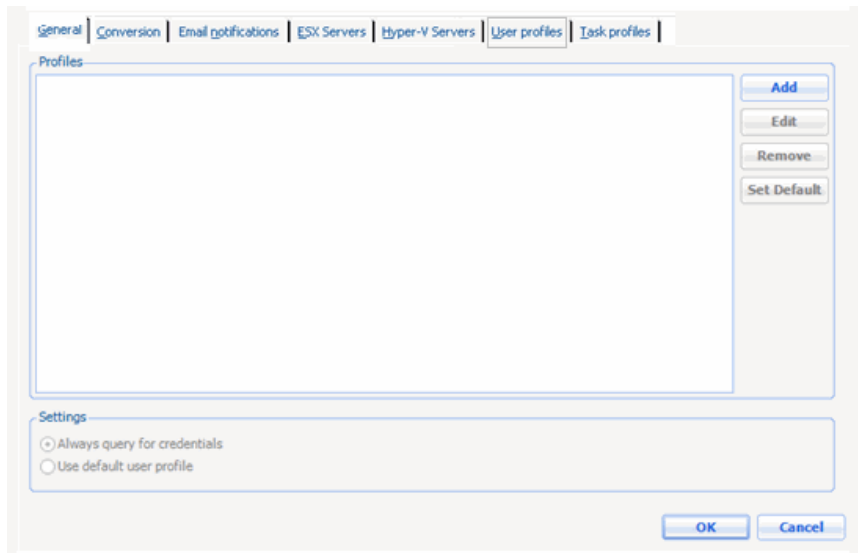 General Conversion Email notifications ESX Servers Hyper-V Servers User profiles Task profiles
Profiles
Add
Edit
Remove
Set Default
Settings
Always query for credentials
Use default user profile
OK Cancel